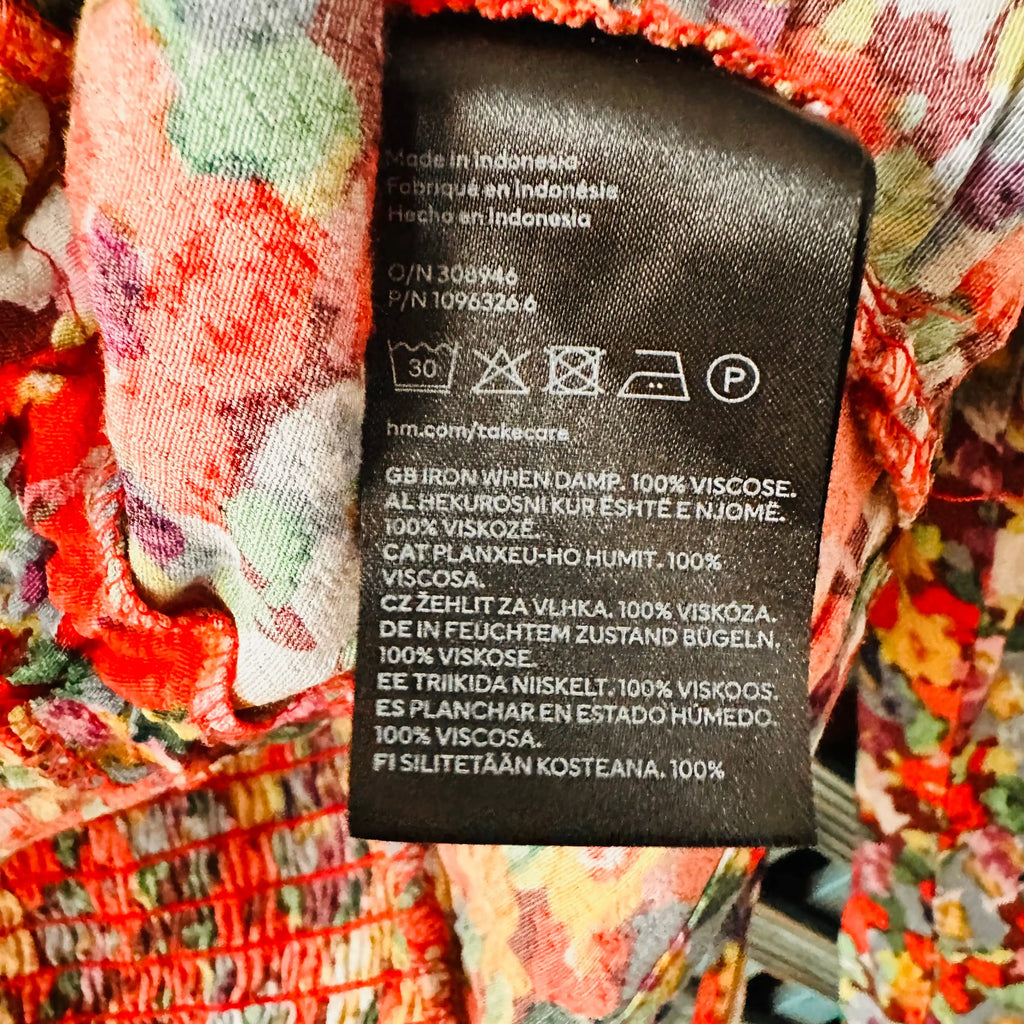 Made in Indonesia
Fabriqué en Indonésie
Hecho en Indonesia
O/N 308946
P/N 1096326.6
30
P
hm.com/takecare
GB IRON WHEN DAMP. 100% VISCOSE.
AL HEKUROSNI KUR ËSHTË E NJOMË.
100% VISKOZË.
CAT PLANXEU-HO HUMIT. 100%
VISCOSA.
CZ ŽEHLIT ZA VLHKA. 100% VISKÓZA.
DE IN FEUCHTEM ZUSTAND BÜGELN.
100% VISKOSE.
EE TRIIKIDA NIISKELT. 100% VISKOOS.
ES PLANCHAR EN ESTADO HÚMEDO.
100% VISCOSA.
FI SILITETÄÄN KOSTEANA. 100%